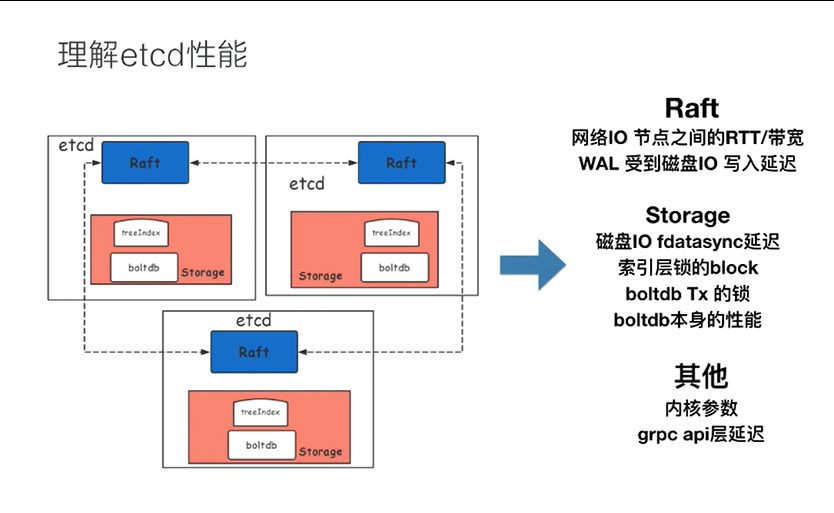 理解etcd性能
etcd
Raft
treeIndex
boltdb
Storage
Raft
etcd
treeIndex
Storage
boltdb
etcd
Raft
treeIndex
boltdb
Storage
Raft
网络IO 节点之间的RTT/带宽
WAL 受到磁盘IO 写入延迟
Storage
磁盘IO fdatasync延迟
索引层锁的block
boltdb Tx 的锁
boltdb本身的性能
其他
内核参数
grpc api层延迟